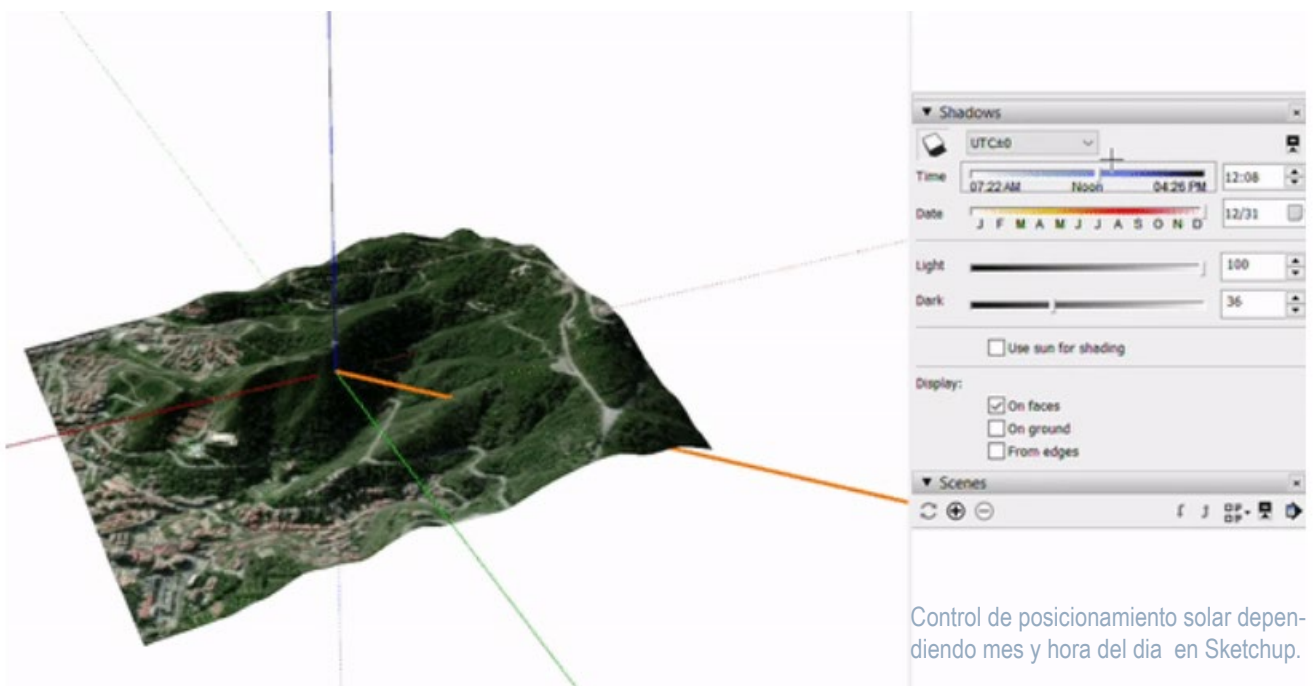 ▼ Shadows
UTC±0
Time 07:22 AM Noon 04:26 PM 12:08
Date J F M A M J J A S O N D 12/31
Light 100
Dark 36
Use sun for shading
Display:
On faces
On ground
From edges
▼ Scenes
Control de posicionamiento solar depen-
diendo mes y hora del dia en Sketchup.